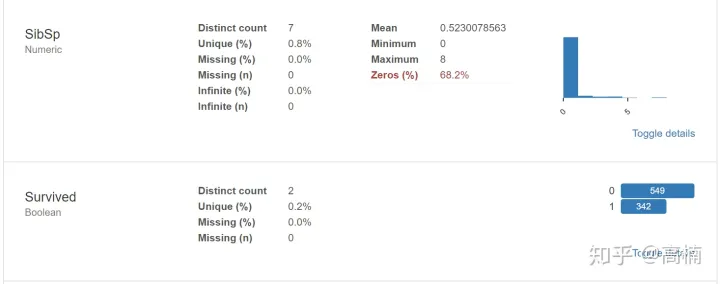 SibSp
Numeric
Distinct count 7
Unique (%) 0.8%
Missing (%) 0.0%
Missing (n) 0
Infinite (%) 0.0%
Infinite (n) 0
Mean 0.5230078563
Minimum 0
Maximum 8
Zeros (%) 68.2%
0 5
Toggle details
Survived
Boolean
Distinct count 2
Unique (%) 0.2%
Missing (%) 0.0%
Missing (n) 0
0 549
1 342
Toggle details
知乎 @高楠